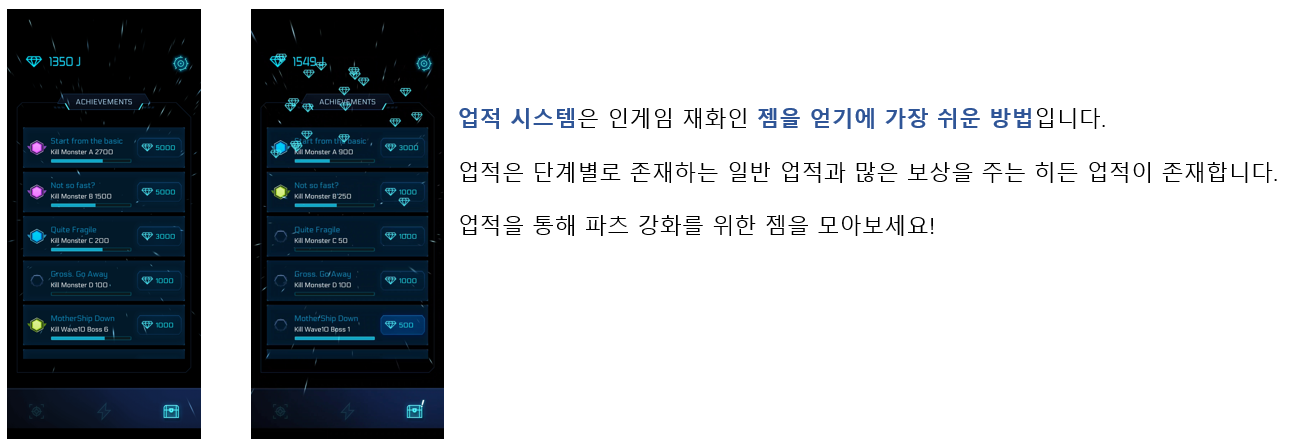 1350 J
ACHIEVEMENTS
Start from the basic
Kill Monster A 2700
5000
Not so fast?
Kill Monster B 1500
5000
Quite Fragile
Kill Monster C 200
3000
Gross. Go Away
Kill Monster D 100
1000
MotherShip Down
Kill Wave10 Boss 6
1000
1549 J
ACHIEVEMENTS
Start from the basic
Kill Monster A 900
3000
Not so fast?
Kill Monster B 250
1000
Quite Fragile
Kill Monster C 50
1000
Gross. Go Away
Kill Monster D 100
1000
MotherShip Down
Kill Wave10 Boss 1
500
업적 시스템은 인게임 재화인 젬을 얻기에 가장 쉬운 방법입니다.
업적은 단계별로 존재하는 일반 업적과 많은 보상을 주는 히든 업적이 존재합니다.
업적을 통해 파츠 강화를 위한 젬을 모아보세요!